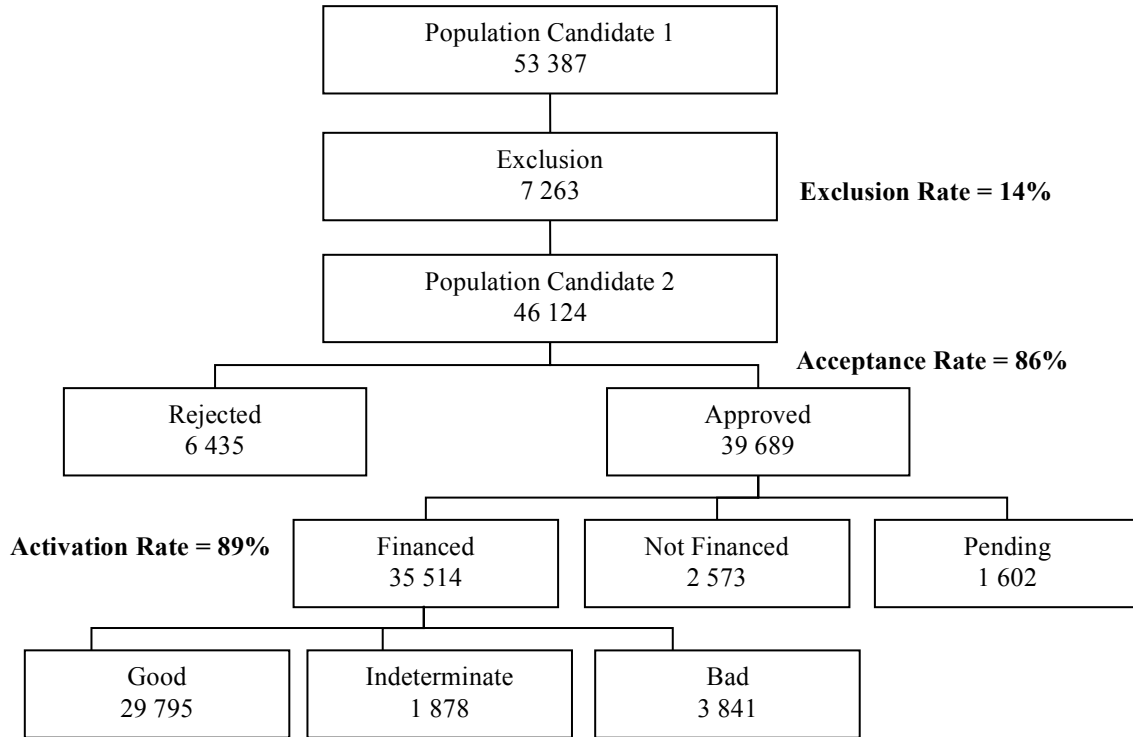 Population Candidate 1
53 387
Exclusion
7 263
Exclusion Rate = 14%
Population Candidate 2
46 124
Acceptance Rate = 86%
Rejected
6 435
Approved
39 689
Activation Rate = 89%
Financed
35 514
Not Financed
2 573
Pending
1 602
Good
29 795
Indeterminate
1 878
Bad
3 841